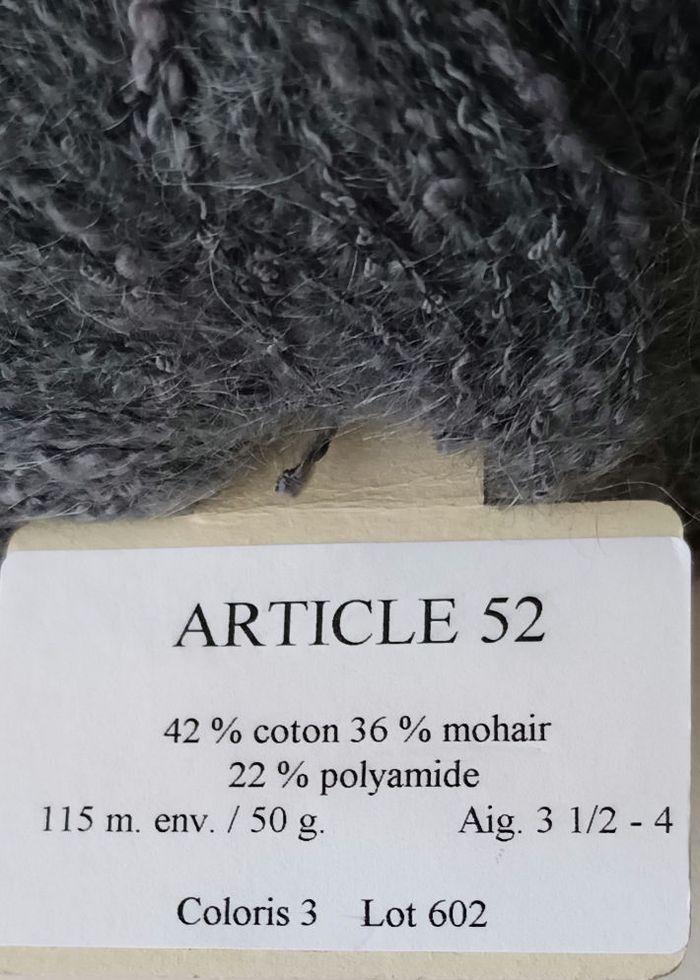 ARTICLE 52
42 % coton 36 % mohair
22 % polyamide
115 m. env. / 50 g. Aig. 3 1/2 - 4
Coloris 3 Lot 602